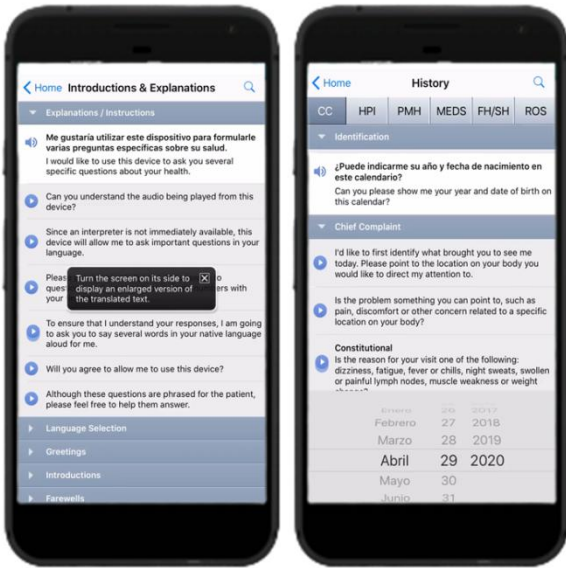 Home Introductions & Explanations
Explanations / Instructions
Me gustaría utilizar este dispositivo para formularle
varias preguntas específicas sobre su salud.
I would like to use this device to ask you several
specific questions about your health.
Can you understand the audio being played from this
device?
Since an interpreter is not immediately available, this
device will allow me to ask important questions in your
language.
Turn the screen on its side to
display an enlarged version of
the translated text.
Pleas
ques
your
o
bers with
To ensure that I understand your responses, I am going
to ask you to say several words in your native language
aloud for me.
Will you agree to allow me to use this device?
Although these questions are phrased for the patient,
please feel free to help them answer.
Language Selection
Greetings
Introductions
Farewells
Home History
CC HPI PMH MEDS FH/SH ROS
Identification
¿Puede indicarme su año y fecha de nacimiento en
este calendario?
Can you please show me your year and date of birth on
this calendar?
Chief Complaint
I'd like to first identify what brought you to see me
today. Please point to the location on your body you
would like to direct my attention to.
Is the problem something you can point to, such as
pain, discomfort or other concern related to a specific
location on your body?
Constitutional
Is the reason for your visit one of the following:
dizziness, fatigue, fever or chills, night sweats, swollen
or painful lymph nodes, muscle weakness or weight
Enero 26 2017
Febrero 27 2018
Marzo 28 2019
Abril 29 2020
Mayo 30
Junio 31